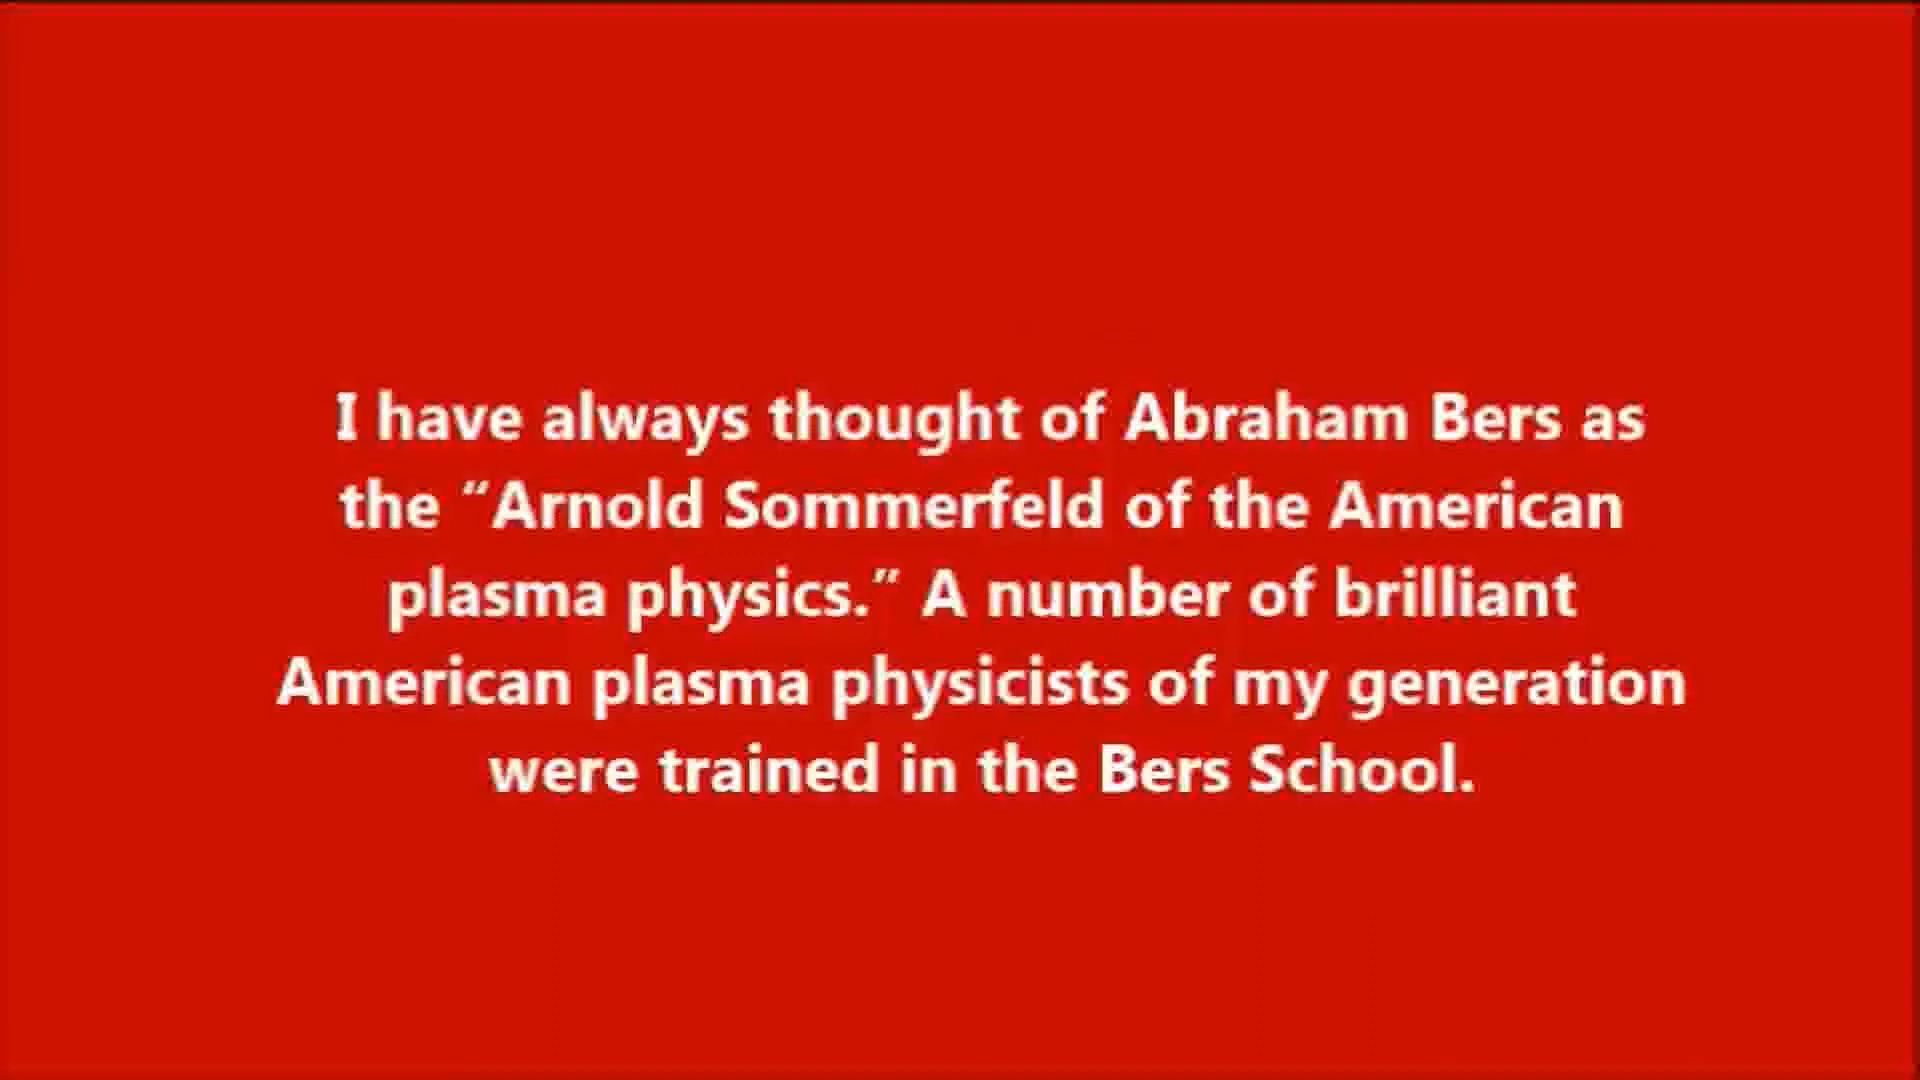 I have always thought of Abraham Bers as
the “Arnold Sommerfeld of the American
plasma physics.” A number of brilliant
American plasma physicists of my generation
were trained in the Bers School.